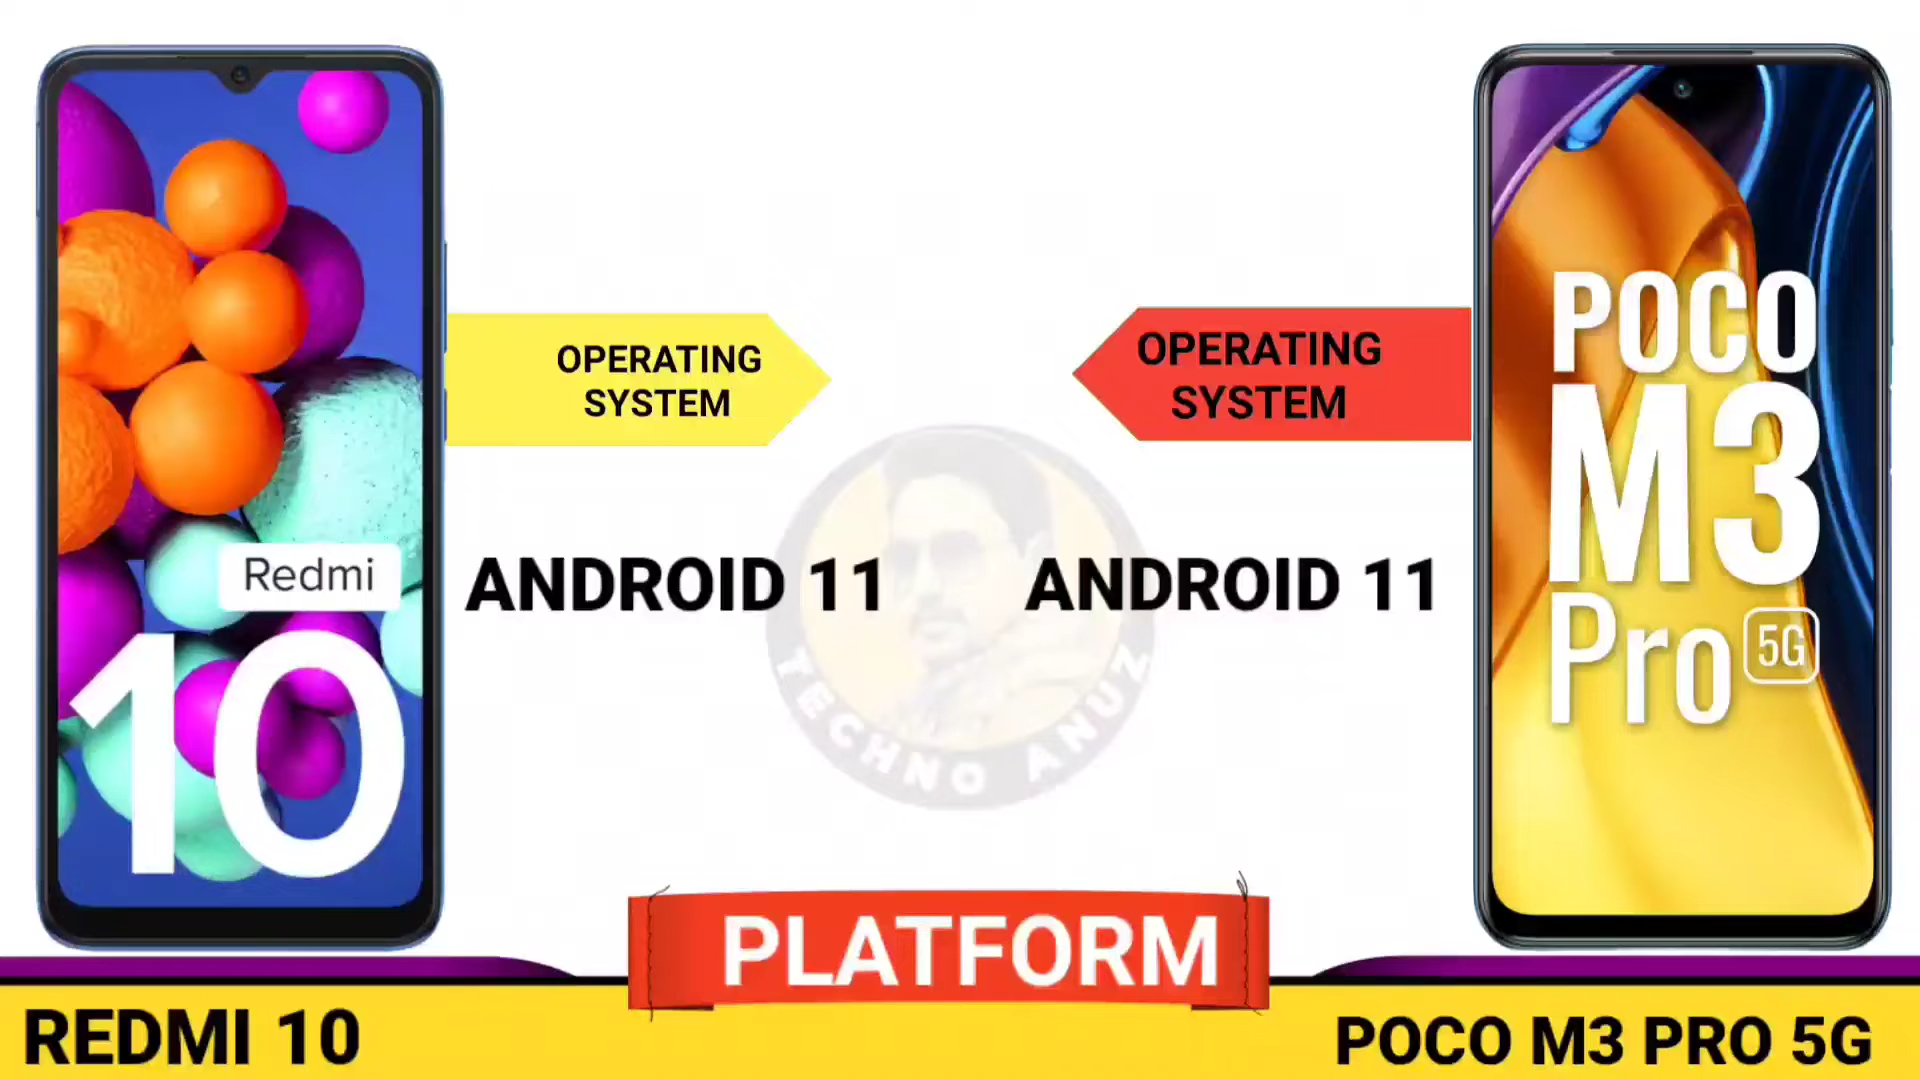 OPERATING
SYSTEM
ANDROID 11
Redmi
10
OPERATING
SYSTEM
ANDROID 11
POCO
M3
Pro 5G
TECHNO ANUZ
PLATFORM
REDMI 10
POCO M3 PRO 5G